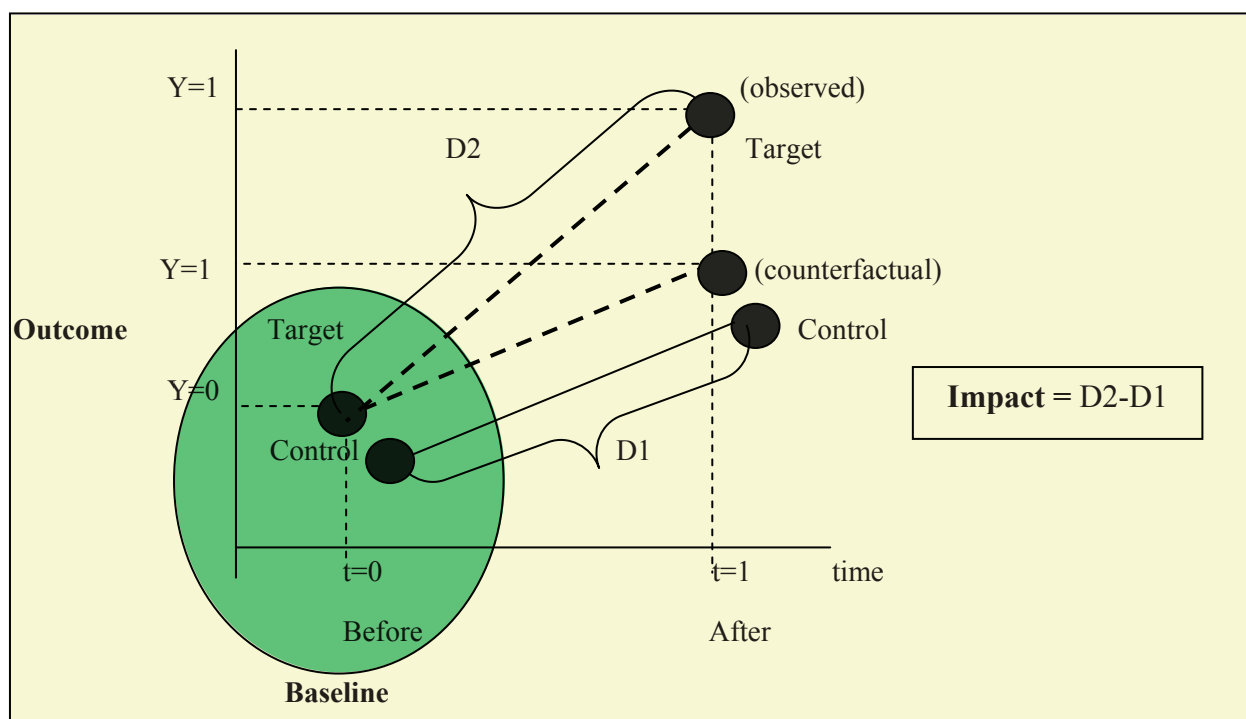 Y=1
(observed)
D2
Target
Y=1
(counterfactual)
Outcome
Target
Control
Y=0
Impact = D2-D1
Control
D1
t=0
t=1
time
Before
After
Baseline